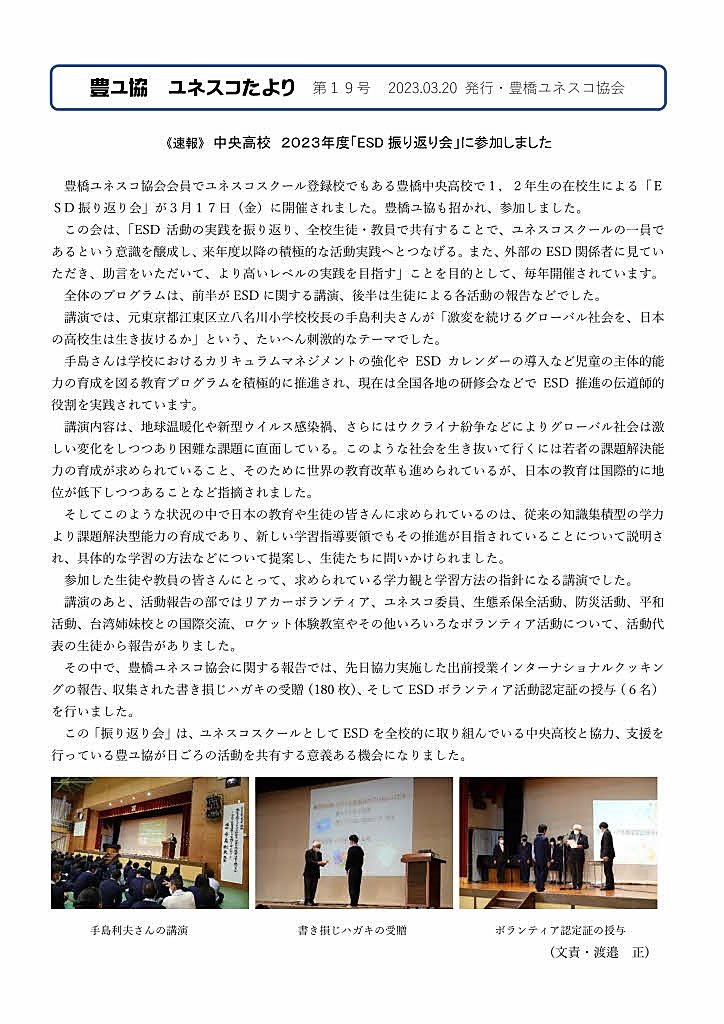 豊ユ協　ユネスコたより　第１９号　2023.03.20 発行・豊橋ユネスコ協会
《速報》 中央高校　２０２３年度「ESD 振り返り会」に参加しました
豊橋ユネスコ協会会員でユネスコスクール登録校でもある豊橋中央高校で１，２年生の在校生による「Ｅ
ＳＤ振り返り会」が３月１７日（金）に開催されました。豊橋ユ協も招かれ、参加しました。
この会は、「ESD 活動の実践を振り返り、全校生徒・教員で共有することで、ユネスコスクールの一員で
あるという意識を醸成し、来年度以降の積極的な活動実践へとつなげる。また、外部の ESD 関係者に見てい
ただき、助言をいただいて、より高いレベルの実践を目指す」ことを目的として、毎年開催されています。
全体のプログラムは、前半が ESD に関する講演、後半は生徒による各活動の報告などでした。
講演では、元東京都江東区立八名川小学校校長の手島利夫さんが「激変を続けるグローバル社会を、日本
の高校生は生き抜けるか」という、たいへん刺激的なテーマでした。
手島さんは学校におけるカリキュラムマネジメントの強化や ESD カレンダーの導入など児童の主体的能
力の育成を図る教育プログラムを積極的に推進され、現在は全国各地の研修会などで ESD 推進の伝道師的
役割を実践されています。
講演内容は、地球温暖化や新型ウイルス感染禍、さらにはウクライナ紛争などによりグローバル社会は激
しい変化をしつつあり困難な課題に直面している。このような社会を生き抜いて行くには若者の課題解決能
力の育成が求められていること、そのために世界の教育改革も進められているが、日本の教育は国際的に地
位が低下しつつあることなど指摘されました。
そしてこのような状況の中で日本の教育や生徒の皆さんに求められているのは、従来の知識集積型の学力
より課題解決型能力の育成であり、新しい学習指導要領でもその推進が目指されていることについて説明さ
れ、具体的な学習の方法などについて提案し、生徒たちに問いかけられました。
参加した生徒や教員の皆さんにとって、求められている学力観と学習方法の指針になる講演でした。
講演のあと、活動報告の部ではリアカーボランティア、ユネスコ委員、生態系保全活動、防災活動、平和
活動、台湾姉妹校との国際交流、ロケット体験教室やその他いろいろなボランティア活動について、活動代
表の生徒から報告がありました。
その中で、豊橋ユネスコ協会に関する報告では、先日協力実施した出前授業インターナショナルクッキン
グの報告、収集された書き損じハガキの受贈（180 枚）、そして ESD ボランティア活動認定証の授与（６名）
を行いました。
この「振り返り会」は、ユネスコスクールとして ESD を全校的に取り組んでいる中央高校と協力、支援を
行っている豊ユ協が日ごろの活動を共有する意義ある機会になりました。
手島利夫さんの講演
書き損じハガキの受贈
ボランティア認定証の授与
（文責・渡邉　正）